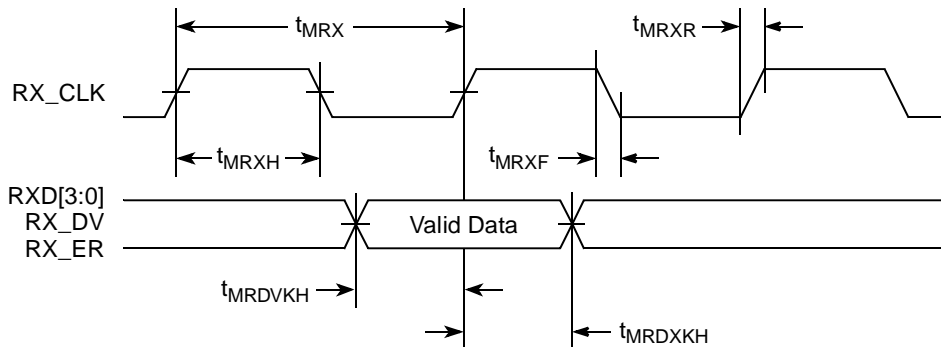 tMRX
tMRXR
RX_CLK
tMRXH
tMRXF
RXD[3:0]
RX_DV
RX_ER
Valid Data
tMRDVKH
tMRDXKH